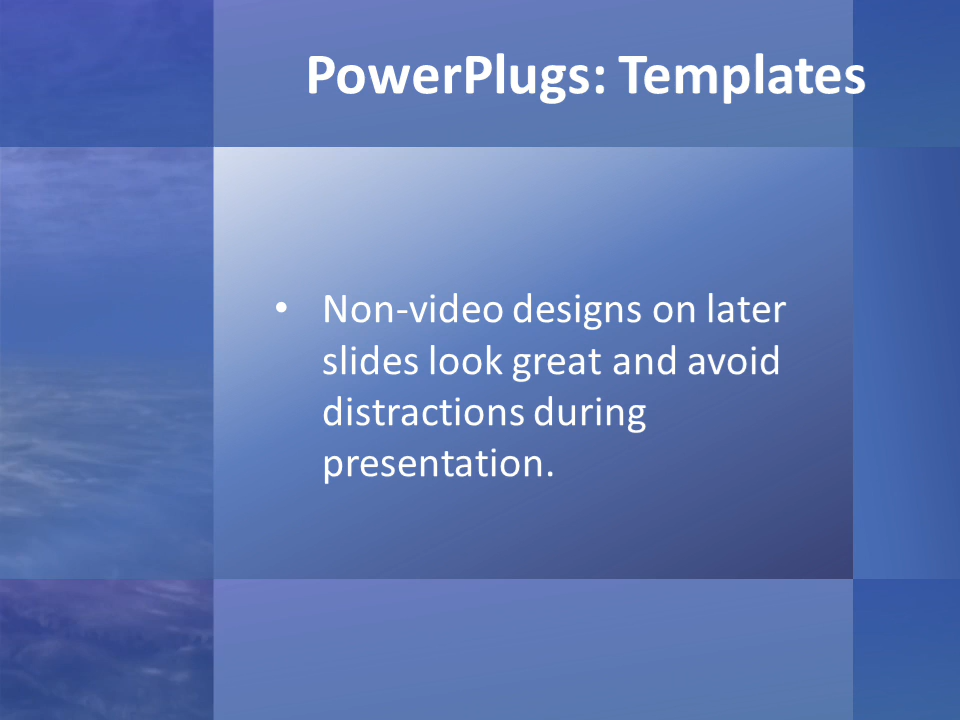 PowerPlugs: Templates
• Non-video designs on later
slides look great and avoid
distractions during
presentation.